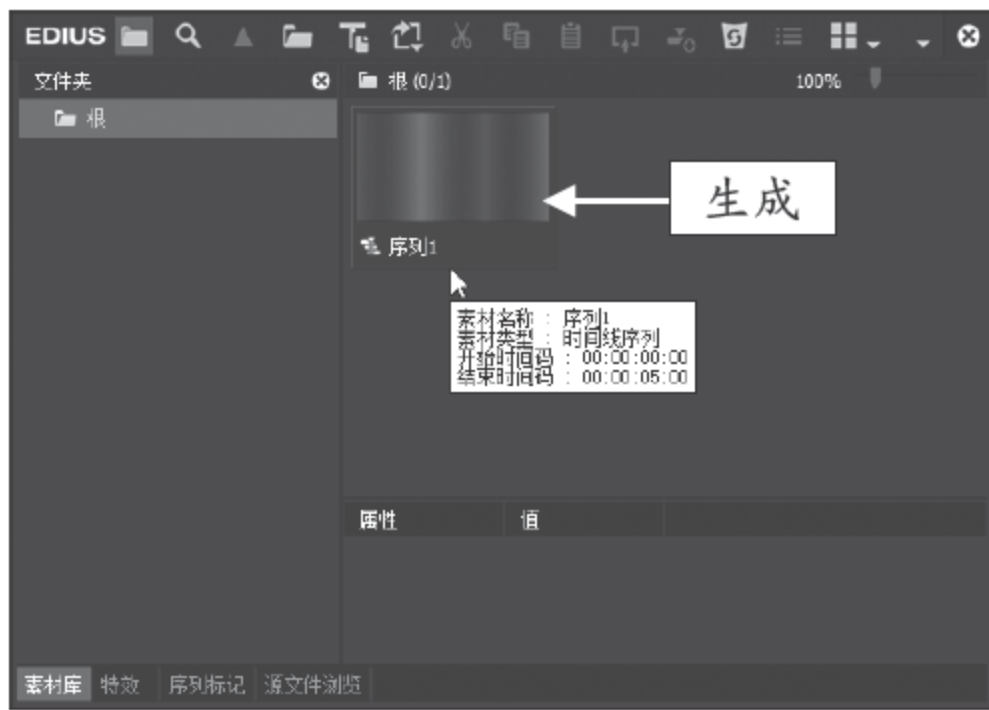 EDIUS
文件夹
根 (0/1)
100%
根
生成
序列1
素材名称 : 序列1
素材类型 : 时间线序列
开始时间码 : 00:00:00:00
结束时间码 : 00:00:05:00
属性 值
素材库 特效 序列标记 源文件浏览